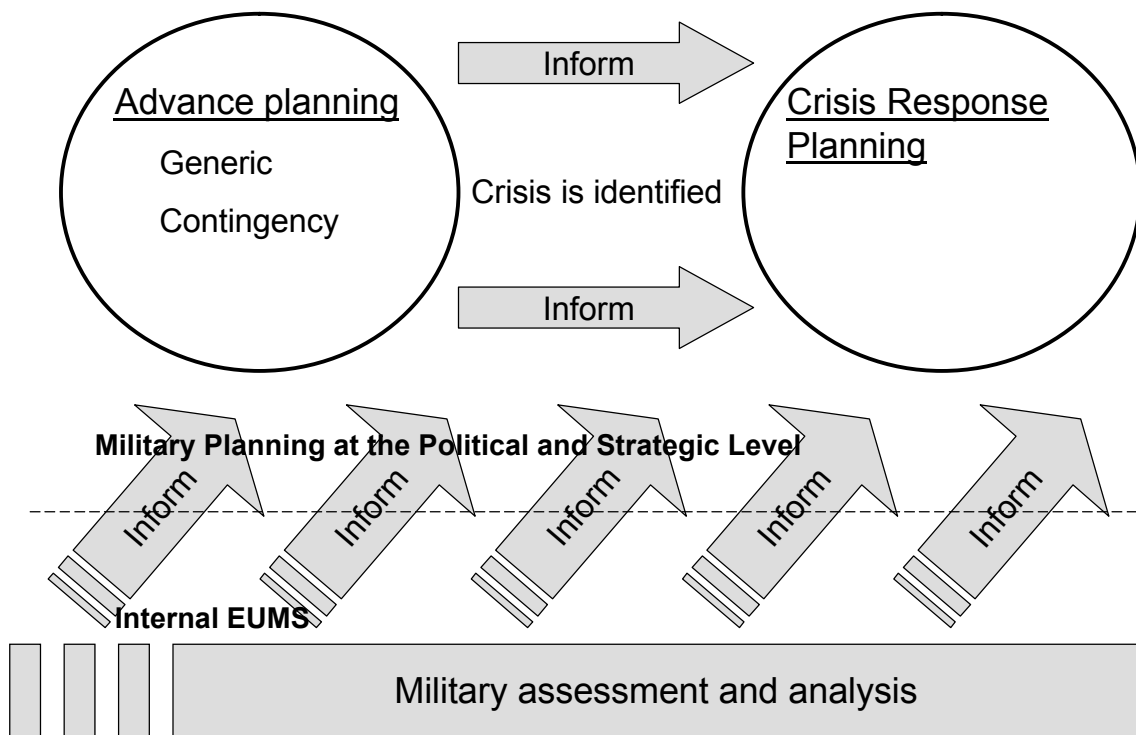 Inform
Advance planning
Generic
Contingency
Crisis is identified
Crisis Response
Planning
Inform
Military Planning at the Political and Strategic Level
Inform
Inform
Inform
Inform
Inform
Internal EUMS
Military assessment and analysis